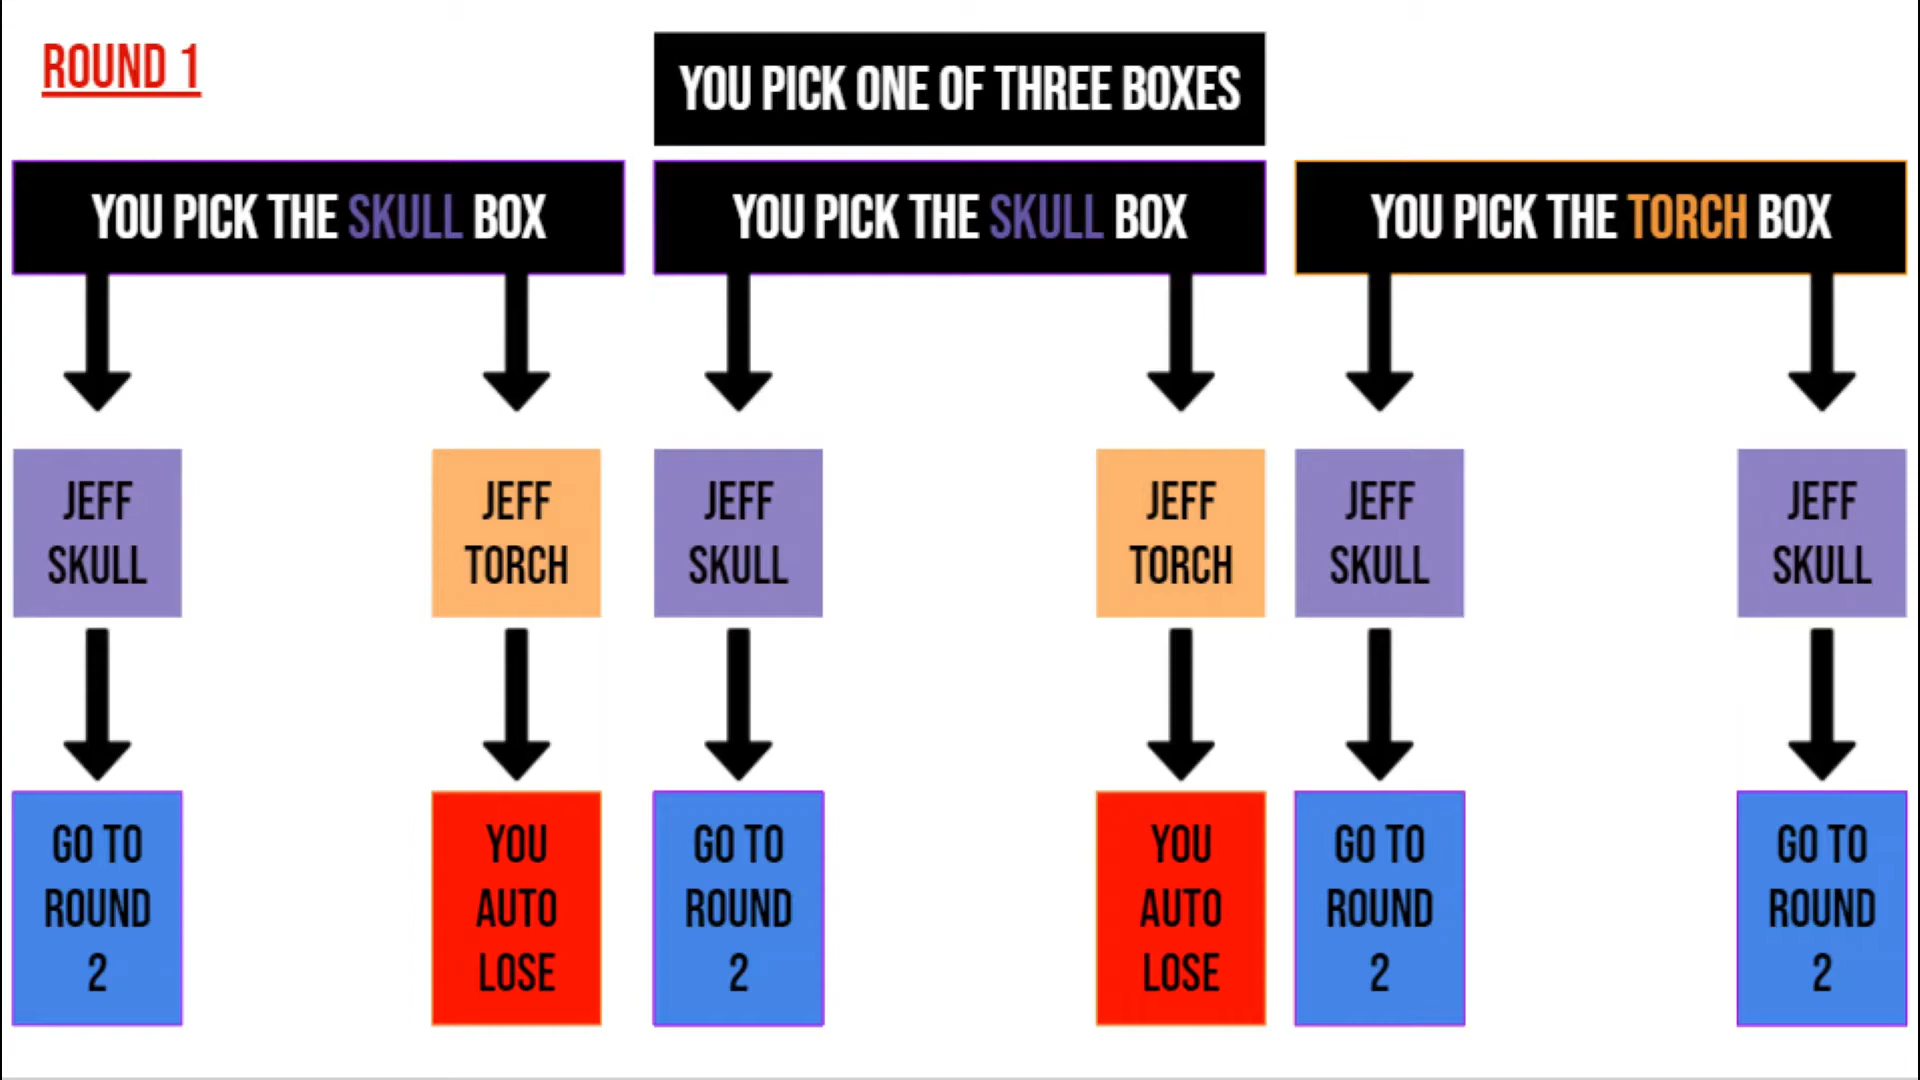 ROUND 1
YOU PICK ONE OF THREE BOXES
YOU PICK THE SKULL BOX
YOU PICK THE SKULL BOX
YOU PICK THE TORCH BOX
JEFF
SKULL
JEFF
TORCH
JEFF
SKULL
JEFF
TORCH
JEFF
SKULL
JEFF
SKULL
GO TO
ROUND
2
YOU
AUTO
LOSE
GO TO
ROUND
2
YOU
AUTO
LOSE
GO TO
ROUND
2
GO TO
ROUND
2